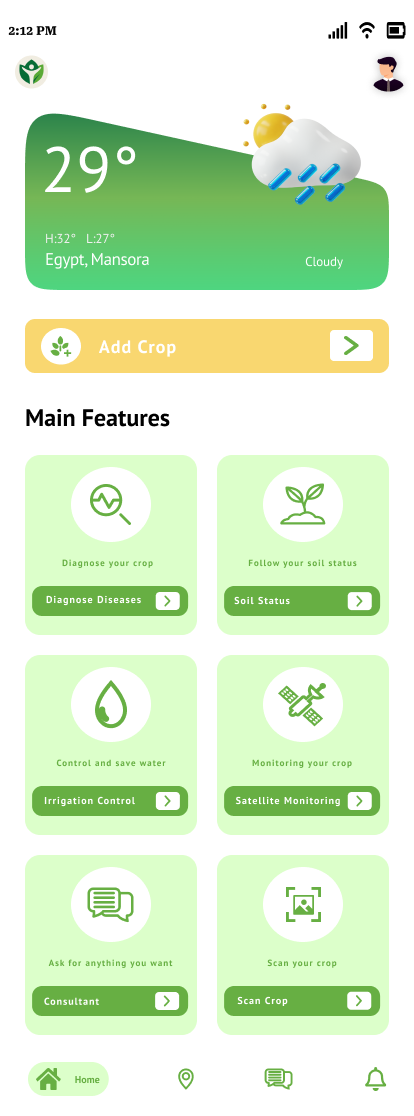 2:12 PM
29°
H:32° L:27°
Egypt, Mansora
Cloudy
Add Crop
Main Features
Diagnose your crop
Diagnose Diseases
Follow your soil status
Soil Status
Control and save water
Irrigation Control
Monitoring your crop
Satellite Monitoring
Ask for anything you want
Consultant
Scan your crop
Scan Crop
Home